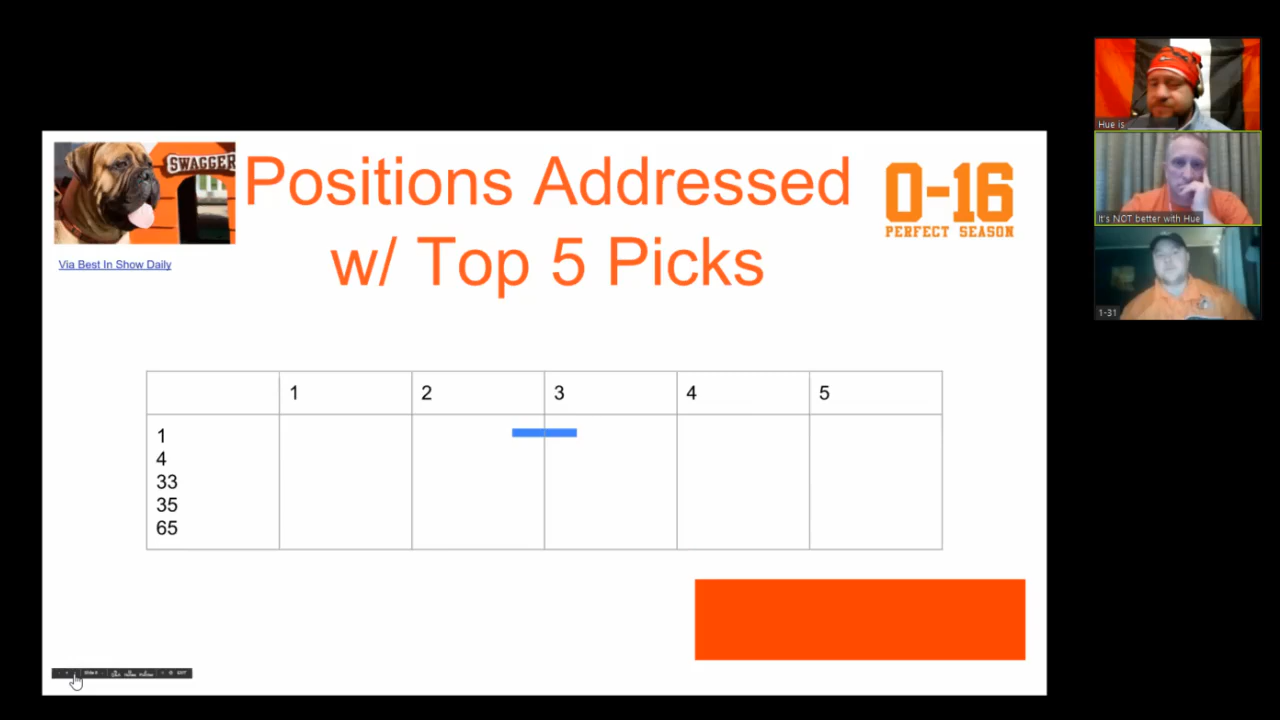 SWAGGER
Positions Addressed
w/ Top 5 Picks
0-16
PERFECT SEASON
Via Best In Show Daily
1 2 3 4 5
1
4
33
35
65
Hue is
It's NOT better with Hue
1-31